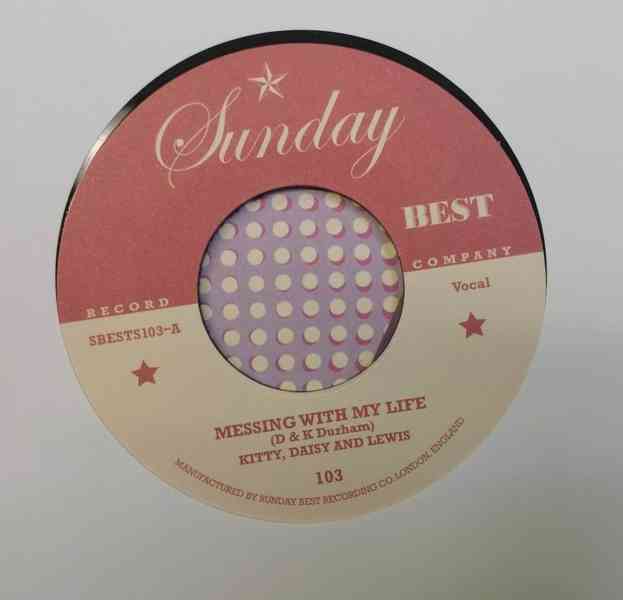 Sunday
BEST
RECORD
COMPANY
SBESTS103-A
Vocal
MESSING WITH MY LIFE
(D & K Durham)
KITTY, DAISY AND LEWIS
103
MANUFACTURED BY SUNDAY BEST RECORDING CO. LONDON, ENGLAND